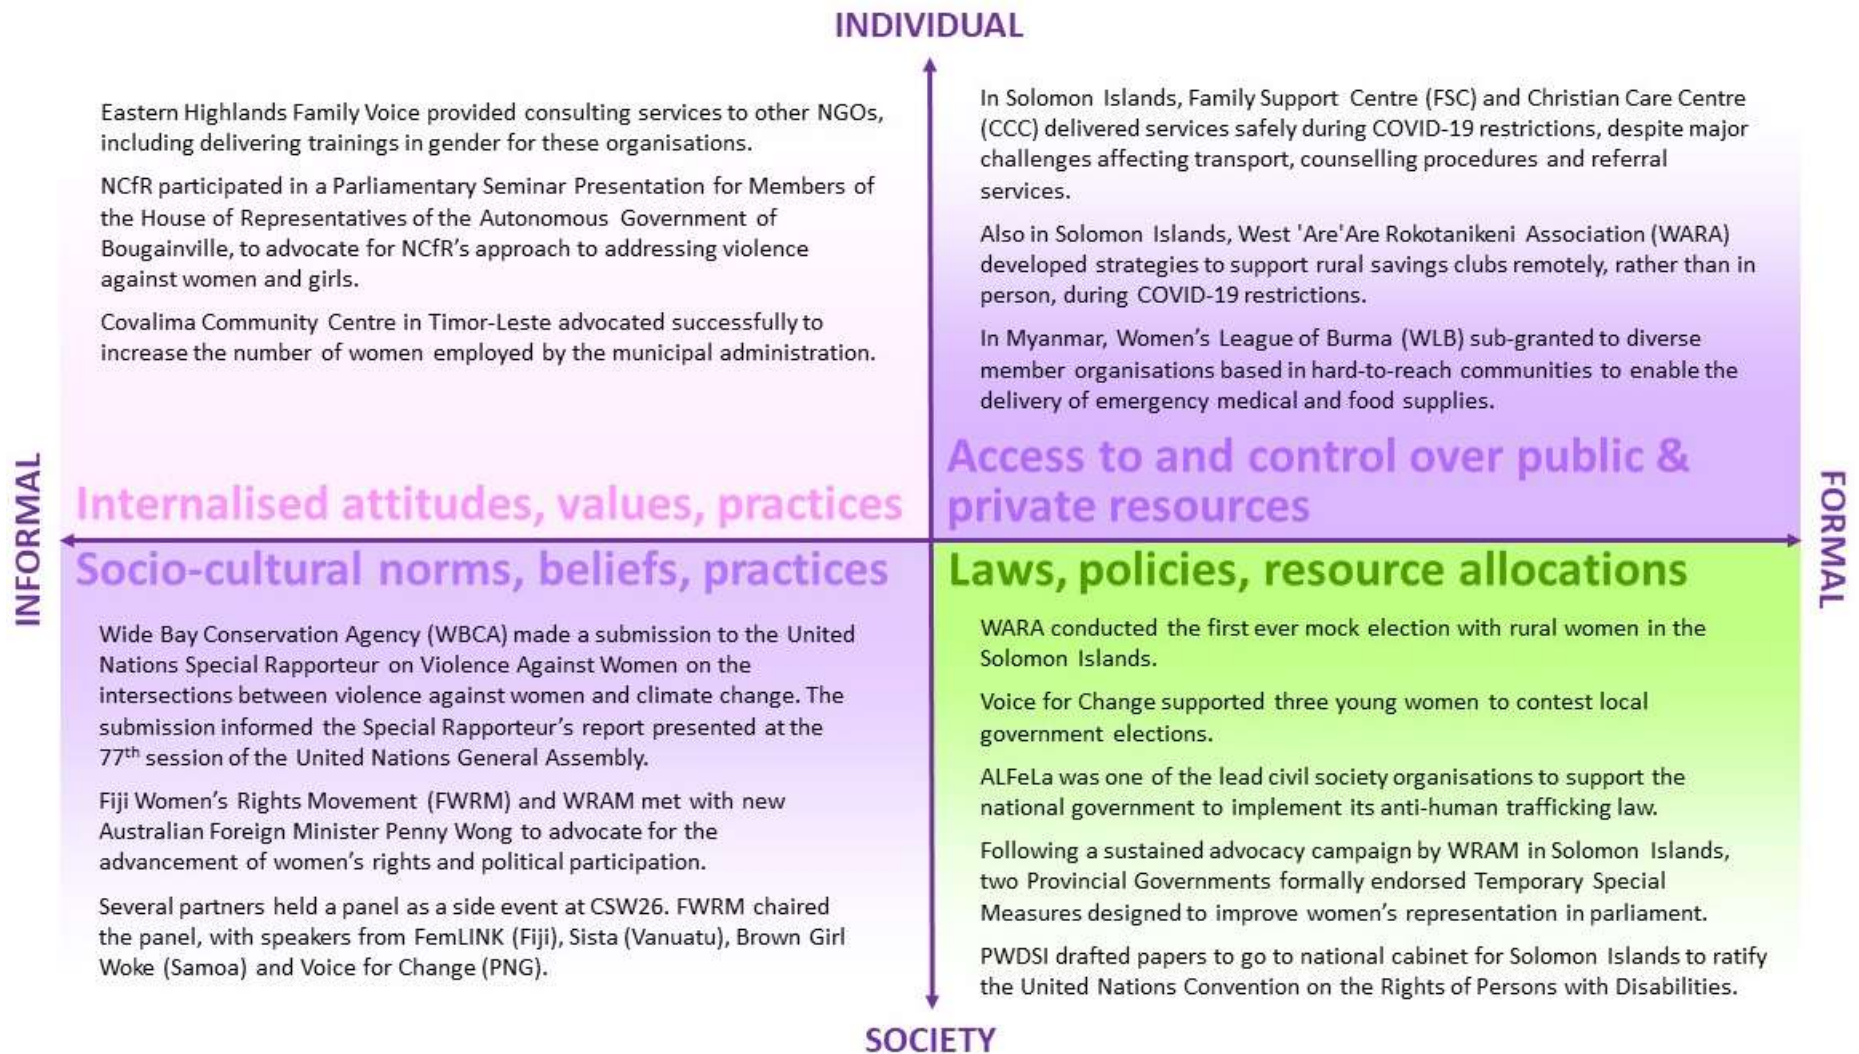 INDIVIDUAL
Eastern Highlands Family Voice provided consulting services to other NGOs,
including delivering trainings in gender for these organisations.
NCfR participated in a Parliamentary Seminar Presentation for Members of
the House of Representatives of the Autonomous Government of
Bougainville, to advocate for NCfR's approach to addressing violence
against women and girls.
Covalima Community Centre in Timor-Leste advocated successfully to
increase the number of women employed by the municipal administration.
Internalised attitudes, values, practices
In Solomon Islands, Family Support Centre (FSC) and Christian Care Centre
(CCC) delivered services safely during COVID-19 restrictions, despite major
challenges affecting transport, counselling procedures and referral
services.
Also in Solomon Islands, West 'Are'Are Rokotanikeni Association (WARA)
developed strategies to support rural savings clubs remotely, rather than in
person, during COVID-19 restrictions.
In Myanmar, Women's League of Burma (WLB) sub-granted to diverse
member organisations based in hard-to-reach communities to enable the
delivery of emergency medical and food supplies.
Access to and control over public &
private resources
INFORMAL
FORMAL
Socio-cultural norms, beliefs, practices
Wide Bay Conservation Agency (WBCA) made a submission to the United
Nations Special Rapporteur on Violence Against Women on the
intersections between violence against women and climate change. The
submission informed the Special Rapporteur's report presented at the
77th session of the United Nations General Assembly.
Fiji Women's Rights Movement (FWRM) and WRAM met with new
Australian Foreign Minister Penny Wong to advocate for the
advancement of women's rights and political participation.
Several partners held a panel as a side event at CSW26. FWRM chaired
the panel, with speakers from FemLINK (Fiji), Sista (Vanuatu), Brown Girl
Woke (Samoa) and Voice for Change (PNG).
Laws, policies, resource allocations
WARA conducted the first ever mock election with rural women in the
Solomon Islands.
Voice for Change supported three young women to contest local
government elections.
ALFeLa was one of the lead civil society organisations to support the
national government to implement its anti-human trafficking law.
Following a sustained advocacy campaign by WRAM in Solomon Islands,
two Provincial Governments formally endorsed Temporary Special
Measures designed to improve women's representation in parliament.
PWDSI drafted papers to go to national cabinet for Solomon Islands to ratify
the United Nations Convention on the Rights of Persons with Disabilities.
SOCIETY